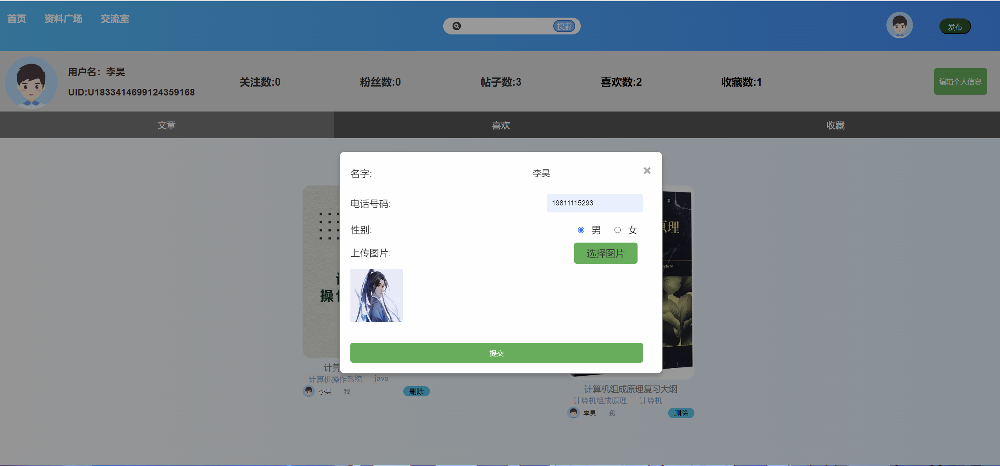 首页 资料广场 交流室 搜索 发布
用户名：李昊
UID:U1833414699124359168
关注数:0 粉丝数:0 帖子数:3 喜欢数:2 收藏数:1
编辑个人信息
文章 喜欢 收藏
名字: 李昊
电话号码: 19811115293
性别: 男 女
上传图片: 选择图片
提交
书
原理
ecture
操作
计算
计算机操作系统 java
李昊 我 删除
计算机组成原理复习大纲
计算机组成原理 计算机
李昊 我 删除